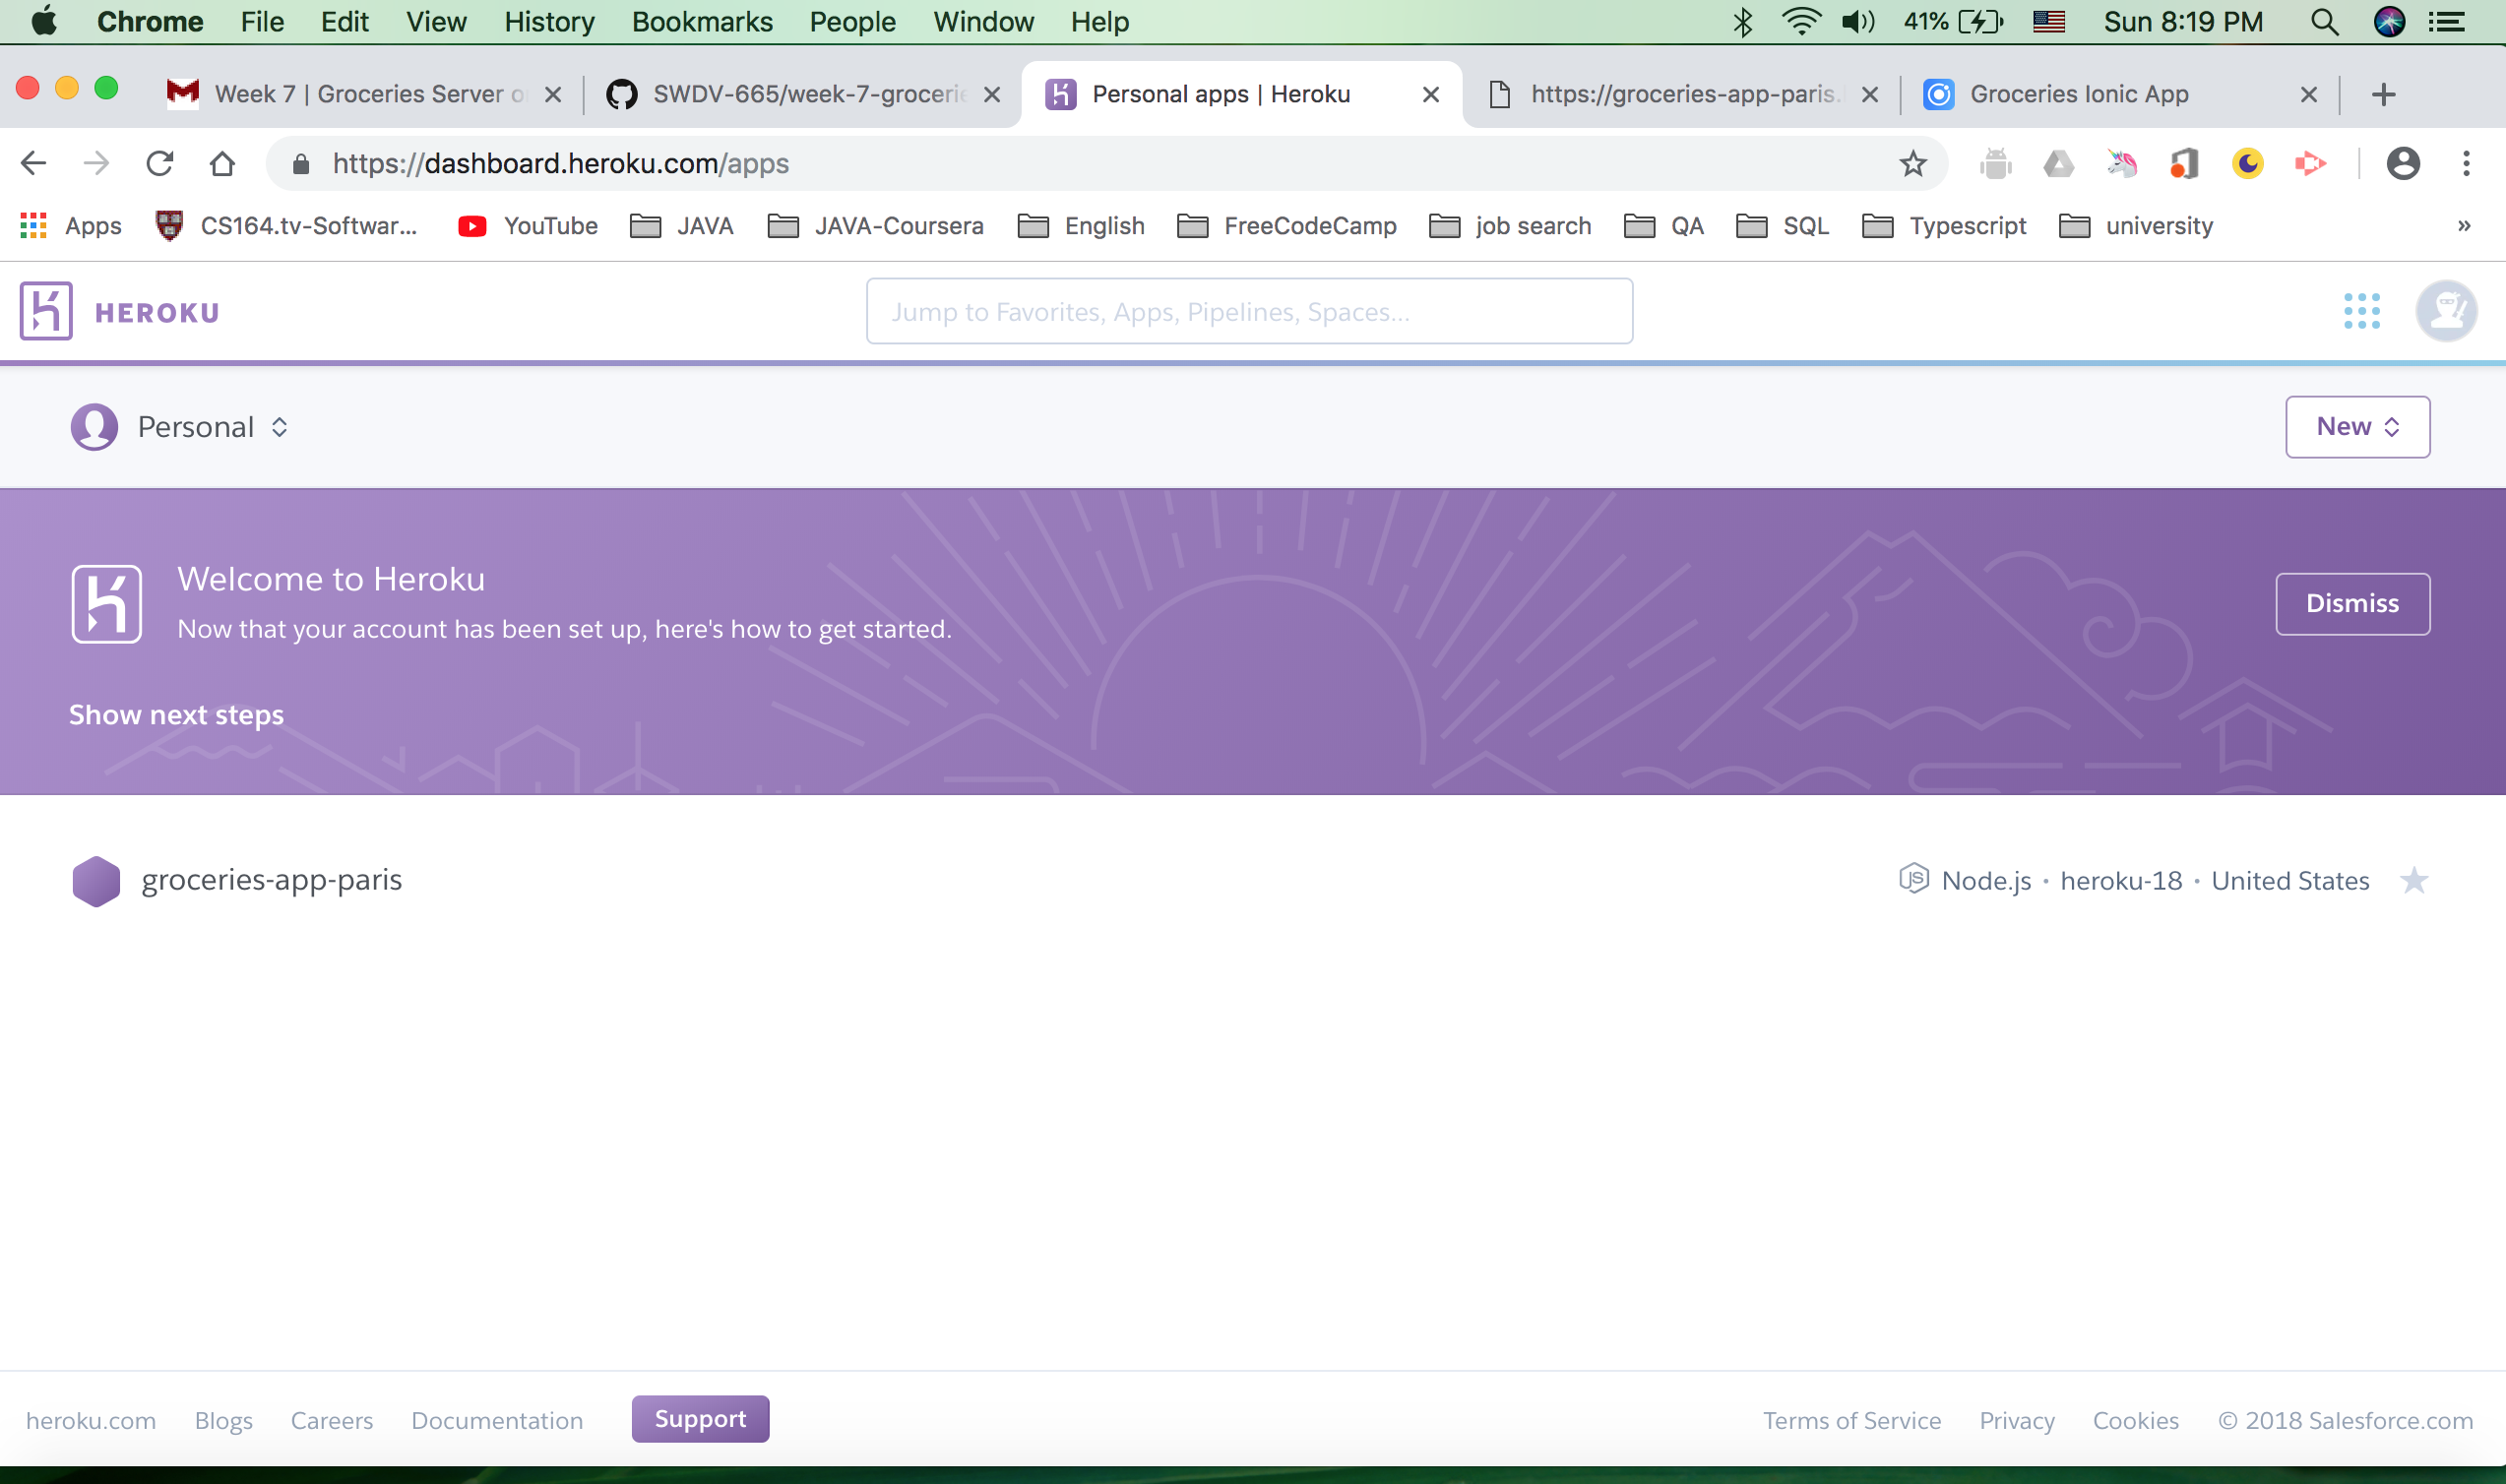 Chrome File Edit View History Bookmarks People Window Help 41% Sun 8:19 PM
Week 7 | Groceries Server o SWDV-665/week-7-grocerie Personal apps | Heroku https://groceries-app-paris. Groceries Ionic App
https://dashboard.heroku.com/apps
Apps CS164.tv-Softwar... YouTube JAVA JAVA-Coursera English FreeCodeCamp job search QA SQL Typescript university »
HEROKU Jump to Favorites, Apps, Pipelines, Spaces...
Personal New
Welcome to Heroku
Now that your account has been set up, here's how to get started.
Dismiss
Show next steps
groceries-app-paris Node.js • heroku-18 • United States
heroku.com Blogs Careers Documentation Support Terms of Service Privacy Cookies © 2018 Salesforce.com